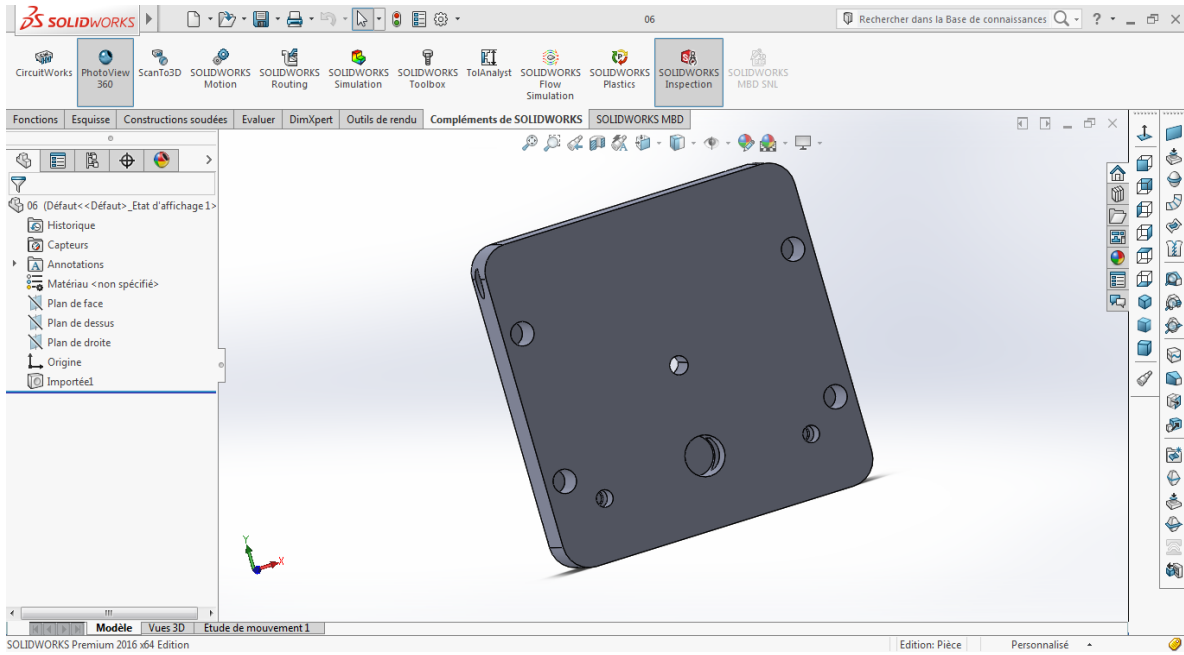 SOLIDWORKS
06
Rechercher dans la Base de connaissances
?
CircuitWorks
PhotoView 360
ScanTo3D
SOLIDWORKS Motion
SOLIDWORKS Routing
SOLIDWORKS Simulation
SOLIDWORKS Toolbox
TolAnalyst
SOLIDWORKS Flow Simulation
SOLIDWORKS Plastics
SOLIDWORKS Inspection
SOLIDWORKS MBD SNL
Fonctions Esquisse Constructions soudées Evaluer DimXpert Outils de rendu Compléments de SOLIDWORKS SOLIDWORKS MBD
06 (Défaut<<Défaut>_Etat d'affichage 1>
Historique
Capteurs
Annotations
Matériau <non spécifié>
Plan de face
Plan de dessus
Plan de droite
Origine
Importée1
Y
X
Modèle Vues 3D Etude de mouvement 1
SOLIDWORKS Premium 2016 x64 Edition
Edition: Pièce
Personnalisé